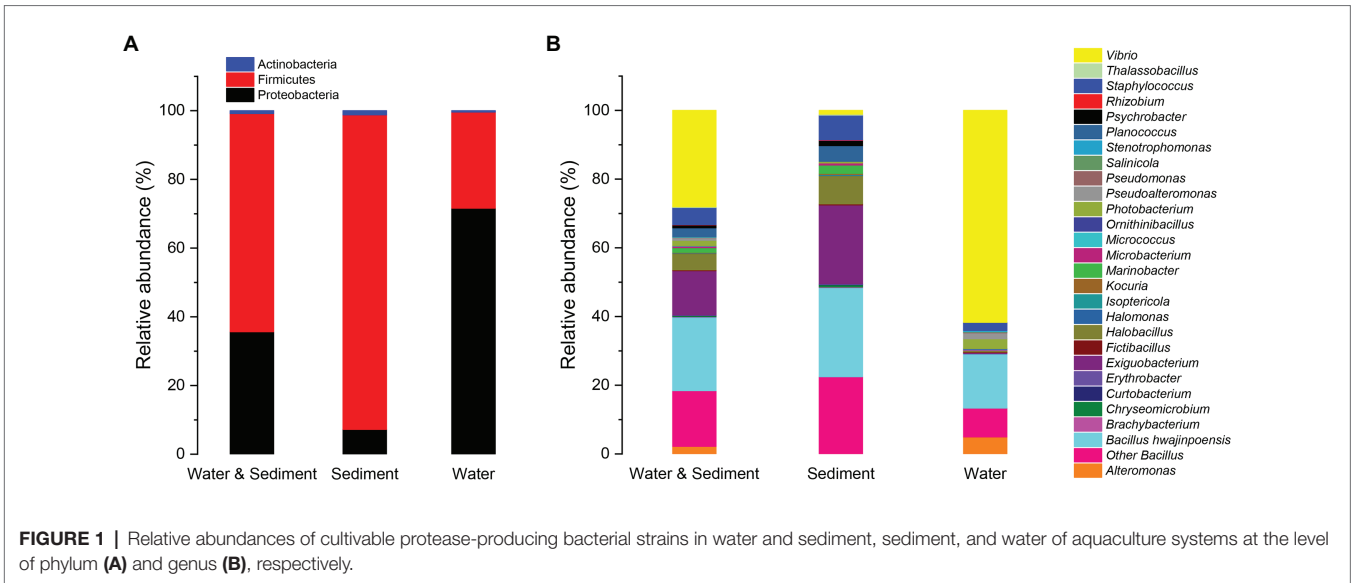 A
Actinobacteria
Firmicutes
Proteobacteria
Relative abundance (%)
100
80
60
40
20
0
Water & Sediment
Sediment
Water
B
Relative abundance (%)
100
80
60
40
20
0
Water & Sediment
Sediment
Water
Vibrio
Thalassobacillus
Staphylococcus
Rhizobium
Psychrobacter
Planococcus
Stenotrophomonas
Salinicola
Pseudomonas
Pseudoalteromonas
Photobacterium
Ornithinibacillus
Micrococcus
Microbacterium
Marinobacter
Kocuria
Isoptericola
Halomonas
Halobacillus
Fictibacillus
Exiguobacterium
Erythrobacter
Curtobacterium
Chryseomicrobium
Brachybacterium
Bacillus hwajinpoensis
Other Bacillus
Alteromonas
FIGURE 1 | Relative abundances of cultivable protease-producing bacterial strains in water and sediment, sediment, and water of aquaculture systems at the level
of phylum (A) and genus (B), respectively.